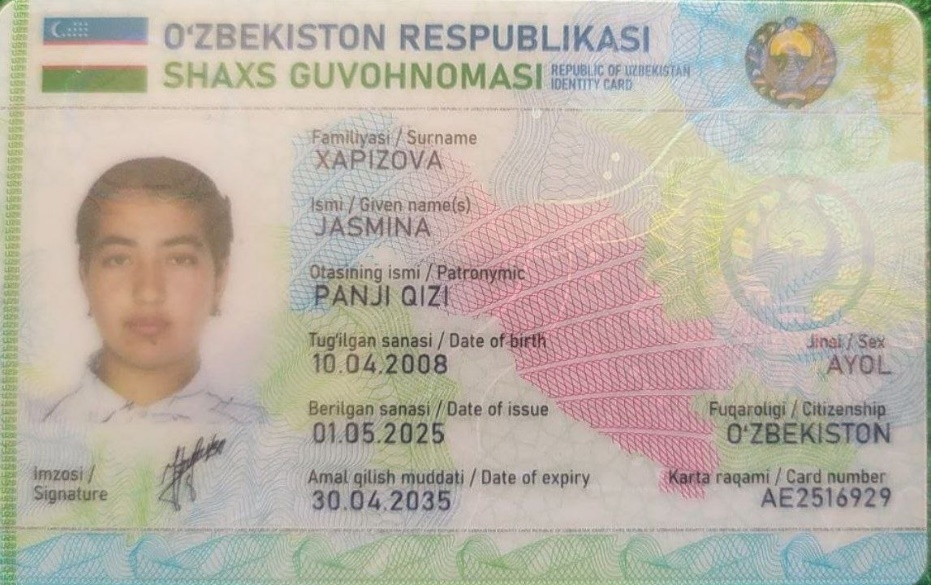 O'ZBEKISTON RESPUBLIKASI
SHAXS GUVOHNOMASI
REPUBLIC OF UZBEKISTAN
IDENTITY CARD
Familiyasi / Surname
XAPIZOVA
Ismi / Given name(s)
JASMINA
Otasining ismi / Patronymic
PANJI QIZI
Tug'ilgan sanasi / Date of birth
10.04.2008
Jinsi / Sex
AYOL
Berilgan sanasi / Date of issue
01.05.2025
Fuqaroligi / Citizenship
O'ZBEKISTON
Imzosi /
Signature
Amal qilish muddati / Date of expiry
30.04.2035
Karta raqami / Card number
AE2516929